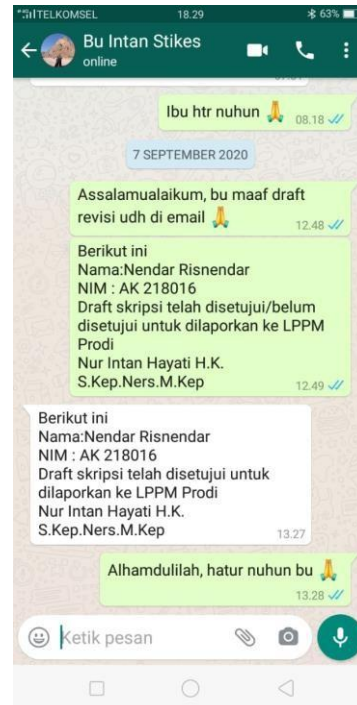 TELKOMSEL 18.29 63%
Bu Intan Stikes
online
Ibu htr nuhun 🙏 08.18
7 SEPTEMBER 2020
Assalamualaikum, bu maaf draft
revisi udh di email 🙏 12.48
Berikut ini
Nama:Nendar Risnendar
NIM : AK 218016
Draft skripsi telah disetujui/belum
disetujui untuk dilaporkan ke LPPM
Prodi
Nur Intan Hayati H.K.
S.Kep.Ners.M.Kep 12.49
Berikut ini
Nama:Nendar Risnendar
NIM : AK 218016
Draft skripsi telah disetujui untuk
dilaporkan ke LPPM Prodi
Nur Intan Hayati H.K.
S.Kep.Ners.M.Kep 13.27
Alhamdulilah, hatur nuhun bu 🙏
13.28
Ketik pesan